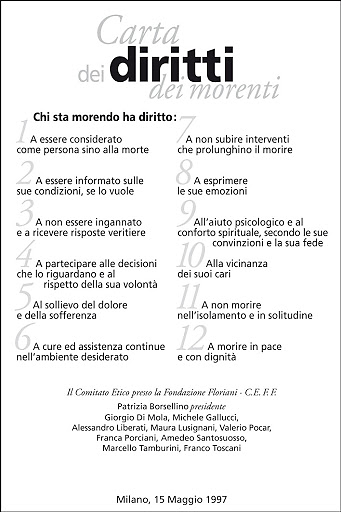 Carta
dei diritti
dei morenti
Chi sta morendo ha diritto:
1 A essere considerato
come persona sino alla morte
2 A essere informato sulle
sue condizioni, se lo vuole
3 A non essere ingannato
e a ricevere risposte veritiere
4 A partecipare alle decisioni
che lo riguardano e al
rispetto della sua volontà
5 Al sollievo del dolore
e della sofferenza
6 A cure ed assistenza continue
nell'ambiente desiderato
7 A non subire interventi
che prolunghino il morire
8 A esprimere
le sue emozioni
9 All'aiuto psicologico e al
conforto spirituale, secondo le sue
convinzioni e la sua fede
10 Alla vicinanza
dei suoi cari
11 A non morire
nell'isolamento e in solitudine
12 A morire in pace
e con dignità
Il Comitato Etico presso la Fondazione Floriani - C.E.F.F.
Patrizia Borsellino presidente
Giorgio Di Mola, Michele Gallucci,
Alessandro Liberati, Maura Lusignani, Valerio Pocar,
Franca Porciani, Amedeo Santosuosso,
Marcello Tamburini, Franco Toscani
Milano, 15 Maggio 1997